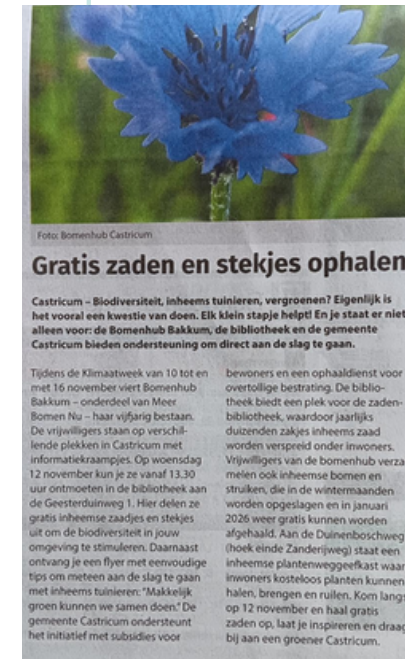 Foto: Bomenhub Castricum
Gratis zaden en stekjes ophalen
Castricum – Biodiversiteit, inheems tuinieren, vergroenen? Eigenlijk is
het vooral een kwestie van doen. Elk klein stapje helpt! En je staat er niet
alleen voor: de Bomenhub Bakkum, de bibliotheek en de gemeente
Castricum bieden ondersteuning om direct aan de slag te gaan.
Tijdens de Klimaatweek van 10 tot en
met 16 november viert Bomenhub
Bakkum – onderdeel van Meer
Bomen Nu – haar vijfjarig bestaan.
De vrijwilligers staan op verschil-
lende plekken in Castricum met
informatiekraampjes. Op woensdag
12 november kun je ze vanaf 13.30
uur ontmoeten in de bibliotheek aan
de Geesterduinweg 1. Hier delen ze
gratis inheemse zaadjes en stekjes
uit om de biodiversiteit in jouw
omgeving te stimuleren. Daarnaast
ontvang je een flyer met eenvoudige
tips om meteen aan de slag te gaan
met inheems tuinieren: "Makkelijk
groen kunnen we samen doen." De
gemeente Castricum ondersteunt
het initiatief met subsidies voor
bewoners en een ophaaldienst voor
overtollige bestrating. De biblio-
theek biedt een plek voor de zaden-
bibliotheek, waardoor jaarlijks
duizenden zakjes inheems zaad
worden verspreid onder inwoners.
Vrijwilligers van de bomenhub verza
melen ook inheemse bomen en
struiken, die in de wintermaanden
worden opgeslagen en in januari
2026 weer gratis kunnen worden
afgehaald. Aan de Duinenboschweg
(hoek einde Zanderijweg) staat een
inheemse plantenweggeefkast waar
inwoners kosteloos planten kunnen
halen, brengen en ruilen. Kom langs
op 12 november en haal gratis
zaden op, laat je inspireren en draag
bij aan een groener Castricum.